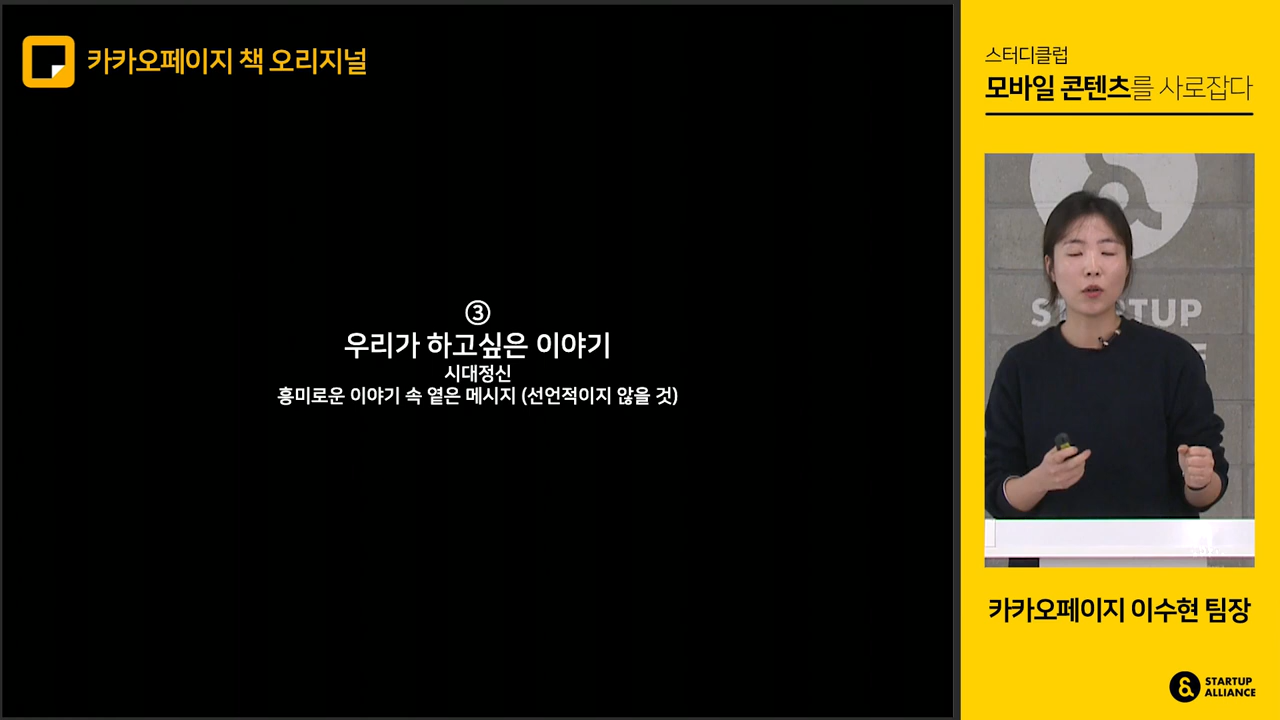 카카오페이지 책 오리지널
③
우리가 하고싶은 이야기
시대정신
흥미로운 이야기 속 옅은 메시지 (선언적이지 않을 것)
스터디클럽
모바일 콘텐츠를 사로잡다
STARTUP
카카오페이지 이수현 팀장
STARTUP
ALLIANCE